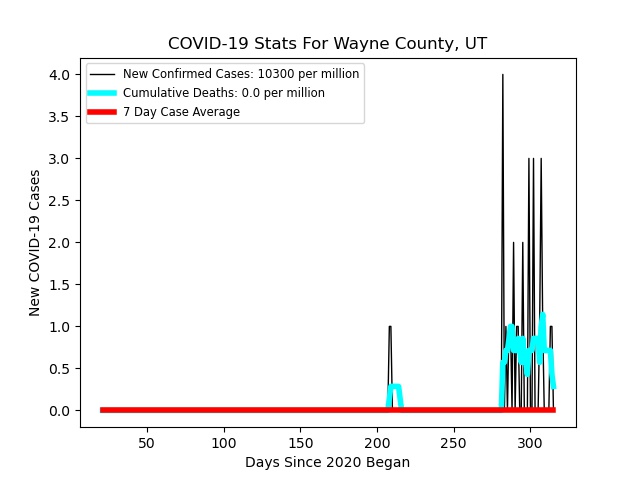 COVID-19 Stats For Wayne County, UT
New Confirmed Cases: 10300 per million
Cumulative Deaths: 0.0 per million
7 Day Case Average
4.0
3.5
3.0
2.5
2.0
1.5
1.0
0.5
0.0
New COVID-19 Cases
50 100 150 200 250 300
Days Since 2020 Began